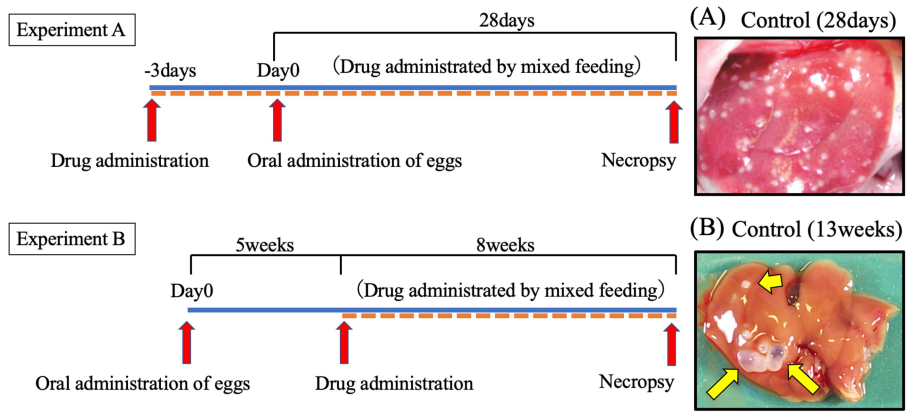 Experiment A
28days
(A) Control (28days)
-3days
Day0
(Drug administrated by mixed feeding)
Drug administration
Oral administration of eggs
Necropsy
Experiment B
5weeks
8weeks
(B) Control (13weeks)
Day0
(Drug administrated by mixed feeding)
Oral administration of eggs
Drug administration
Necropsy